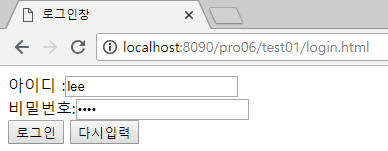 로그인창
localhost:8090/pro06/test01/login.html
아이디 :lee
비밀번호:••••
로그인 다시입력